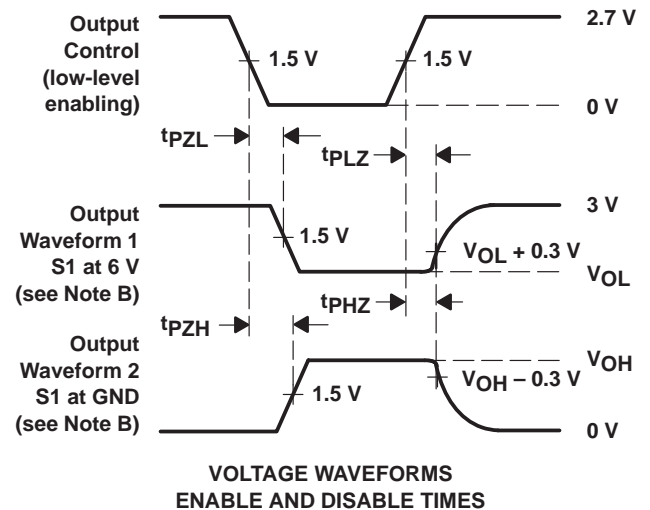 Output
Control
(low-level
enabling)
1.5 V
1.5 V
2.7 V
0 V
tPZL
tPLZ
Output
Waveform 1
S1 at 6 V
(see Note B)
1.5 V
3 V
VOL + 0.3 V
VOL
tPZH
tPHZ
Output
Waveform 2
S1 at GND
(see Note B)
1.5 V
VOH
VOH – 0.3 V
0 V
VOLTAGE WAVEFORMS
ENABLE AND DISABLE TIMES